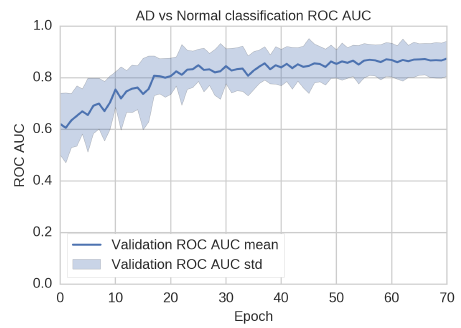 AD vs Normal classification ROC AUC
1.0
0.8
0.6
0.4
0.2
0.0
ROC AUC
Validation ROC AUC mean
Validation ROC AUC std
0 10 20 30 40 50 60 70
Epoch